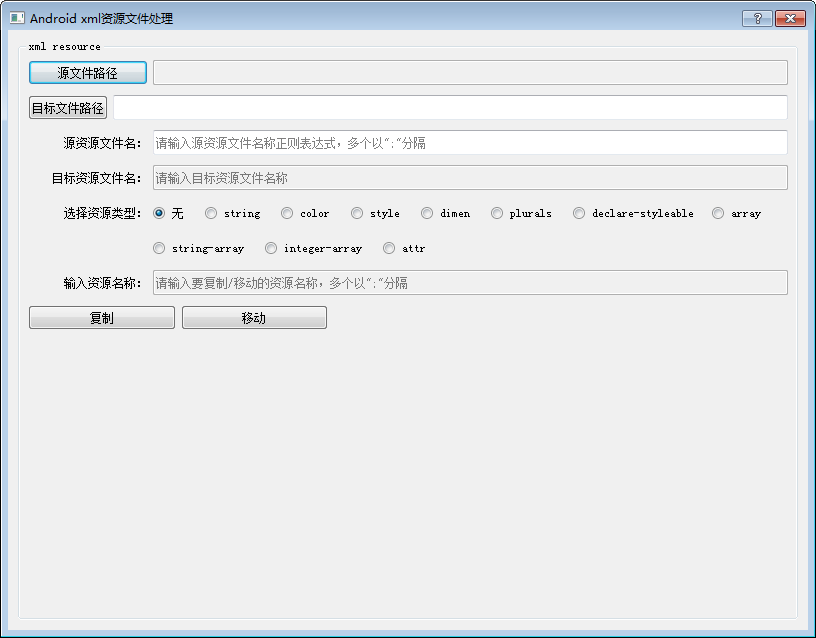 Android xml资源文件处理
xml resource
源文件路径
目标文件路径
源资源文件名： 请输入源资源文件名称正则表达式，多个以“;“分隔
目标资源文件名： 请输入目标资源文件名称
选择资源类型： 无 string color style dimen plurals declare-styleable array
string-array integer-array attr
输入资源名称： 请输入要复制/移动的资源名称，多个以“;“分隔
复制 移动